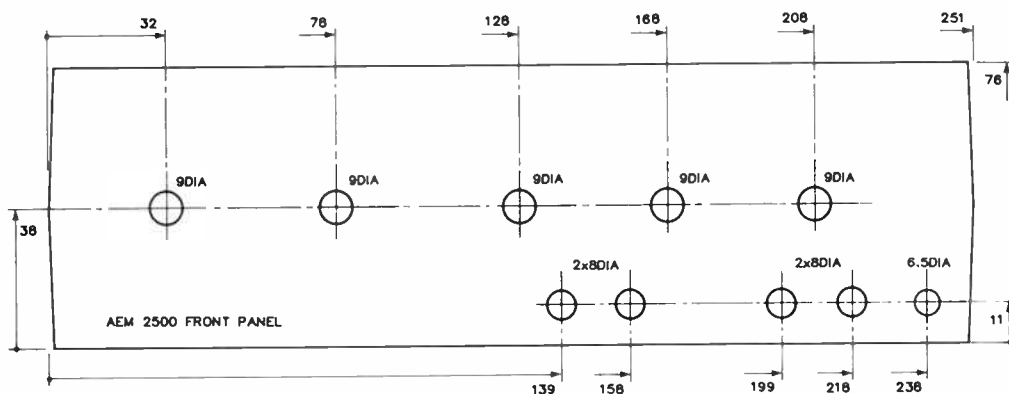 32 78 128 168 208 251
76
9DIA 9DIA 9DIA 9DIA 9DIA
38
2x8DIA 2x8DIA 6.5DIA
AEM 2500 FRONT PANEL
11
139 158 199 218 238